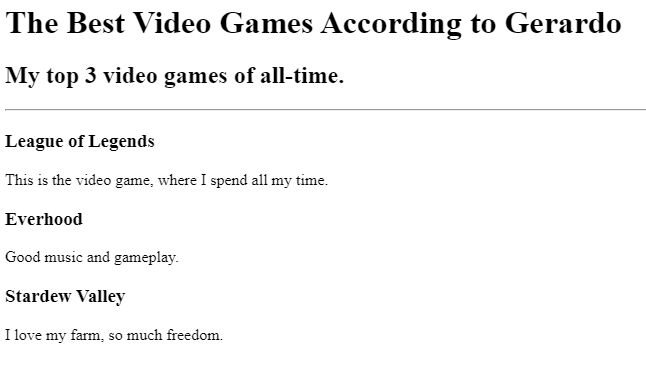 The Best Video Games According to Gerardo
My top 3 video games of all-time.
League of Legends
This is the video game, where I spend all my time.
Everhood
Good music and gameplay.
Stardew Valley
I love my farm, so much freedom.